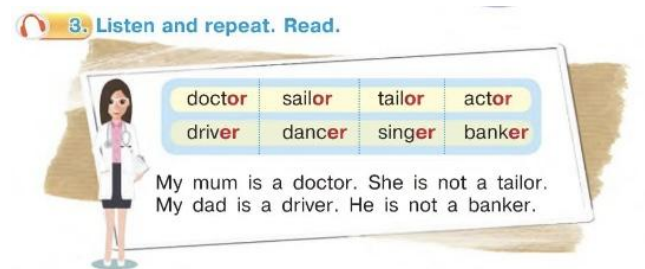 3. Listen and repeat. Read.
doctor sailor tailor actor
driver dancer singer banker
My mum is a doctor. She is not a tailor.
My dad is a driver. He is not a banker.